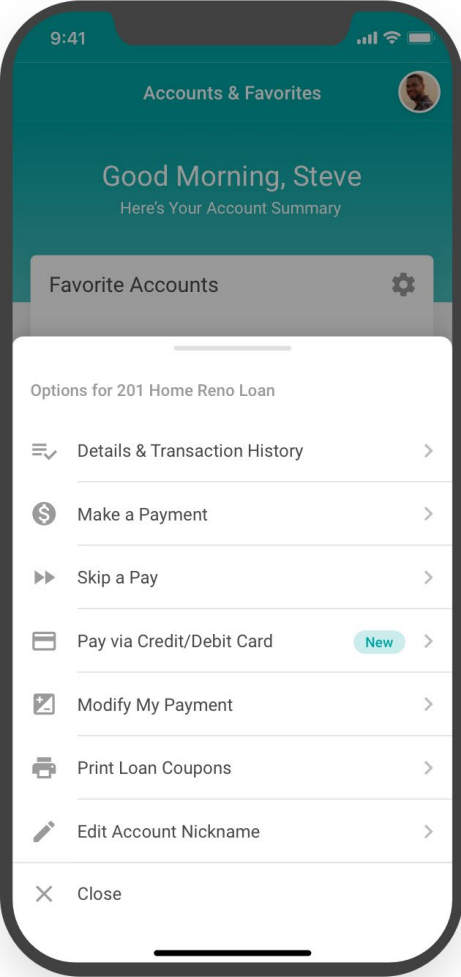 9:41
Accounts & Favorites
Good Morning, Steve
Here's Your Account Summary
Favorite Accounts
Options for 201 Home Reno Loan
Details & Transaction History
Make a Payment
Skip a Pay
Pay via Credit/Debit Card New
Modify My Payment
Print Loan Coupons
Edit Account Nickname
Close